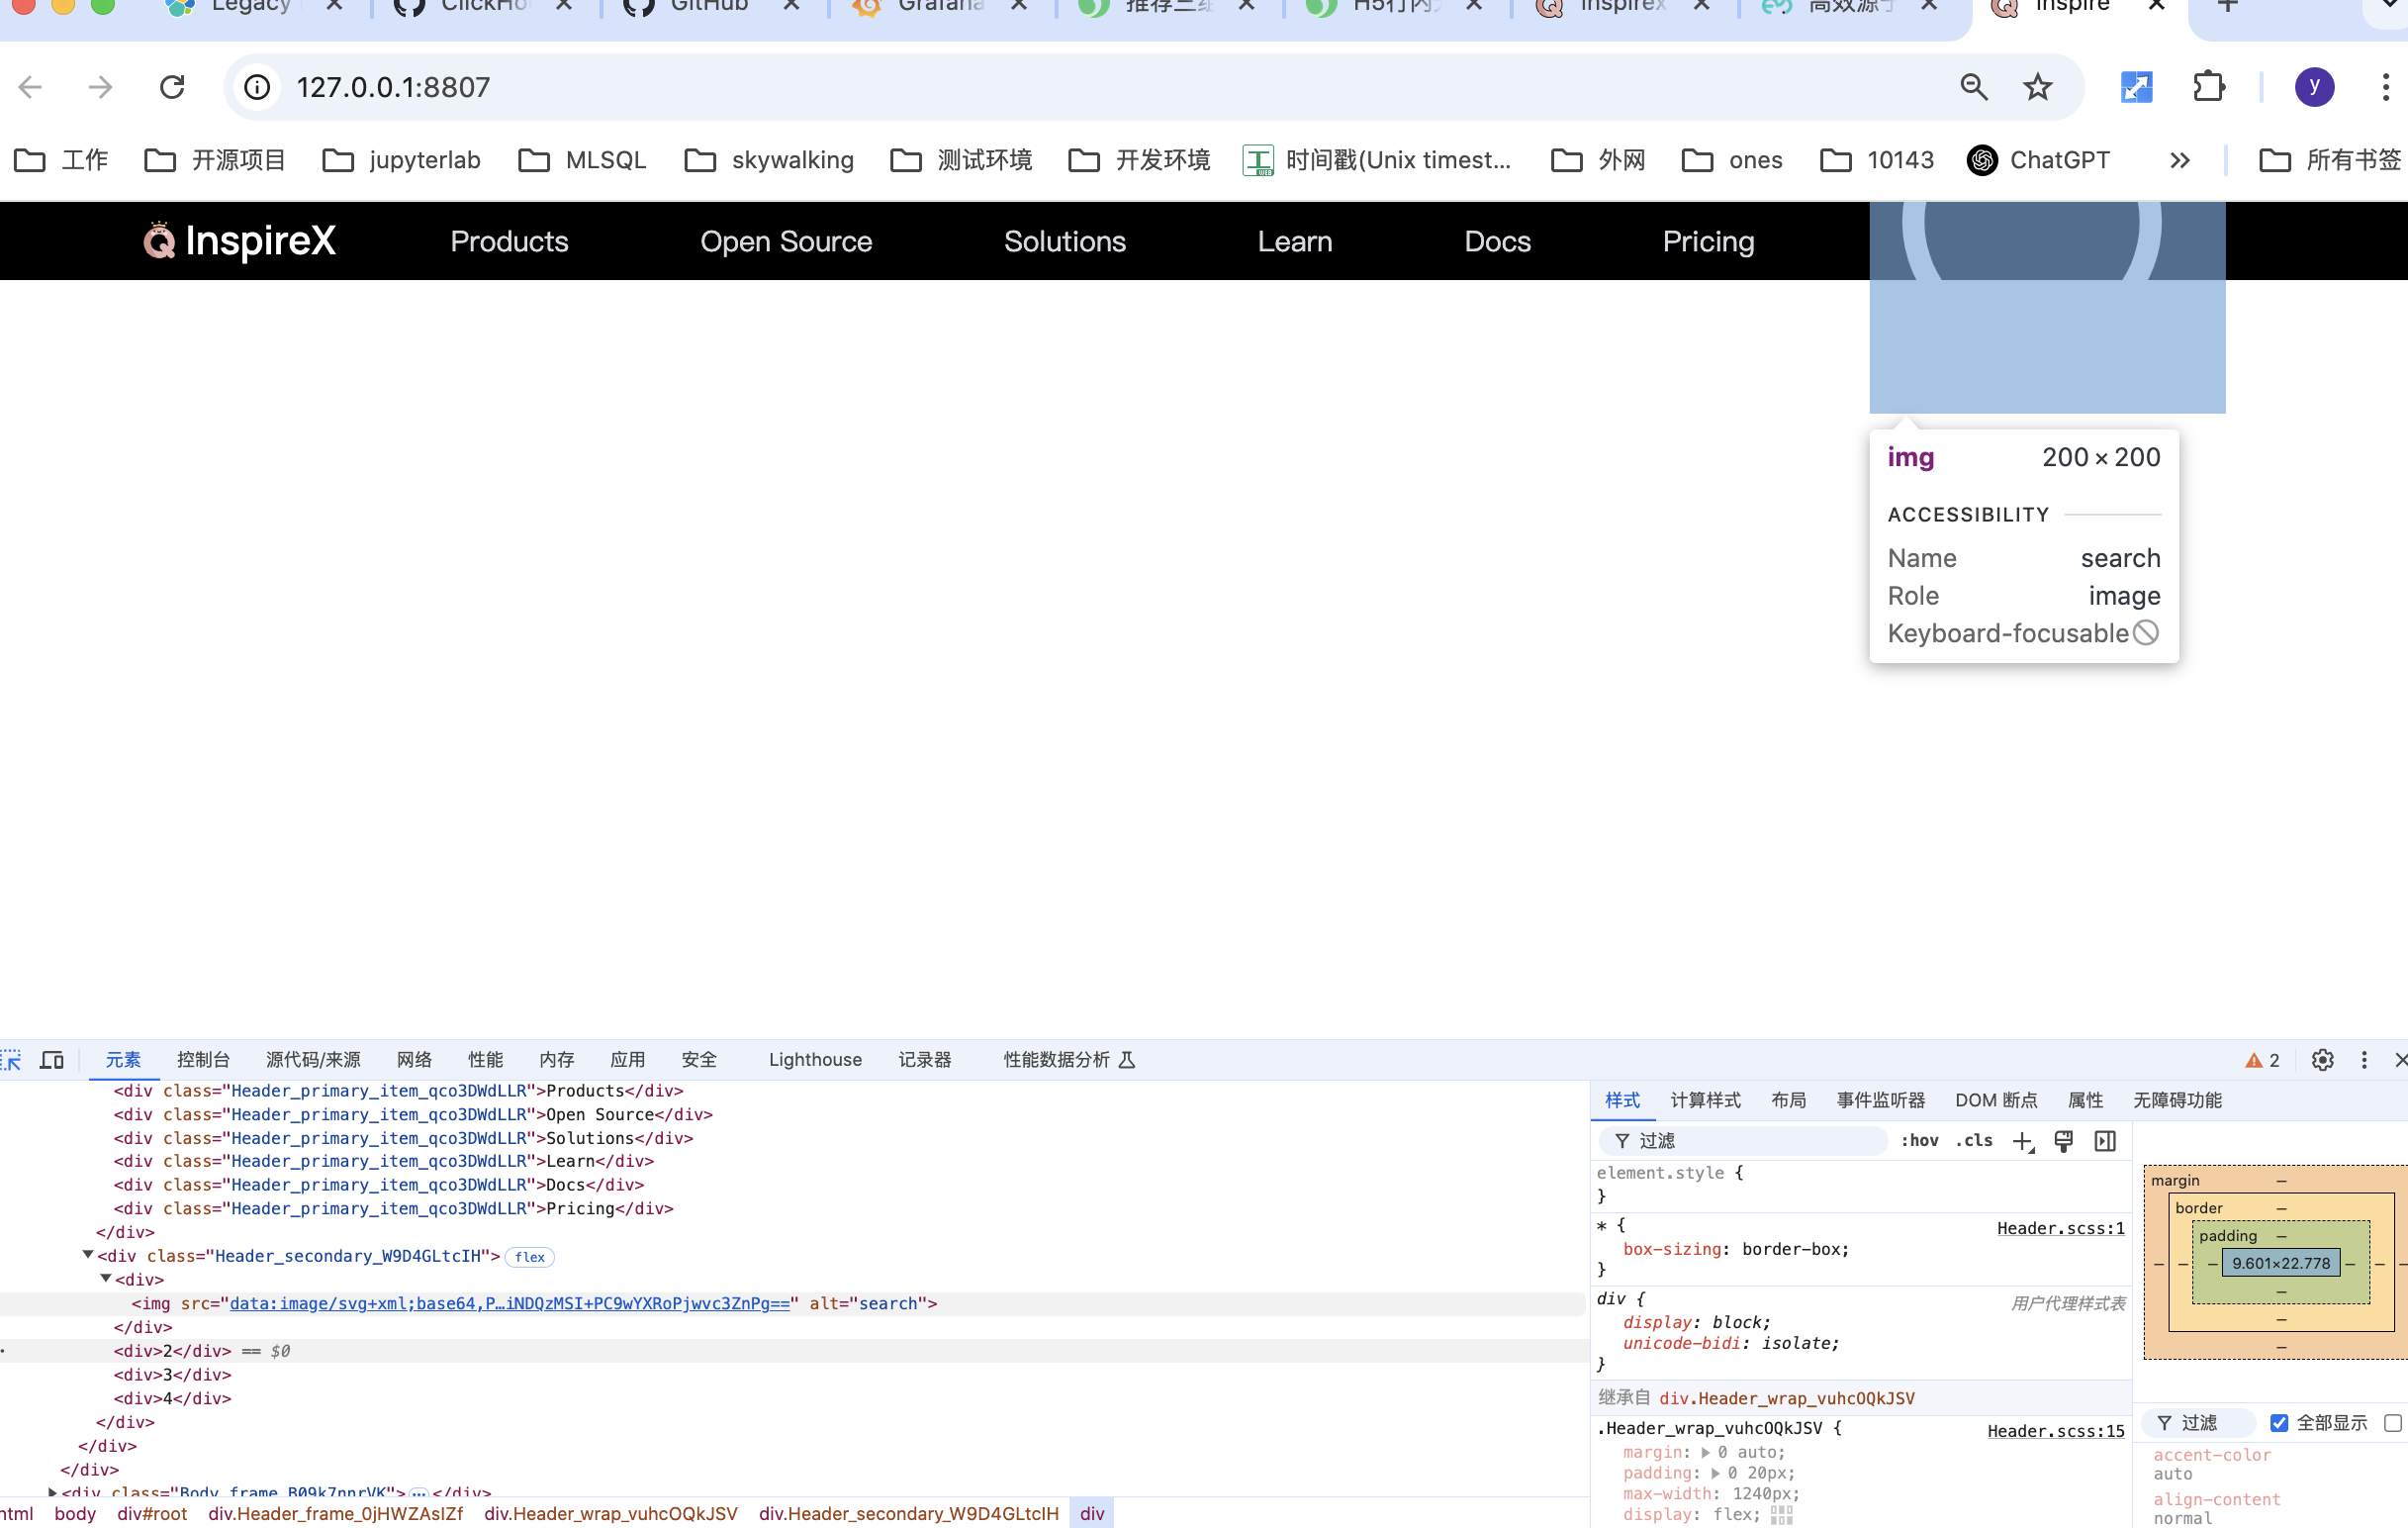 Legacy
ClickHo
GitHub
Grafana
推荐三组
H5行内
InspireX
高效源于
Inspire
127.0.0.1:8807
y
工作
开源项目
jupyterlab
MLSQL
skywalking
测试环境
开发环境
时间戳(Unix timest...
外网
ones
10143
ChatGPT
所有书签
InspireX
Products
Open Source
Solutions
Learn
Docs
Pricing
img 200 × 200
ACCESSIBILITY
Name search
Role image
Keyboard-focusable
元素
控制台
源代码/来源
网络
性能
内存
应用
安全
Lighthouse
记录器
性能数据分析
2
<div class="Header_primary_item_qco3DWdLLR">Products</div>
<div class="Header_primary_item_qco3DWdLLR">Open Source</div>
<div class="Header_primary_item_qco3DWdLLR">Solutions</div>
<div class="Header_primary_item_qco3DWdLLR">Learn</div>
<div class="Header_primary_item_qco3DWdLLR">Docs</div>
<div class="Header_primary_item_qco3DWdLLR">Pricing</div>
</div>
<div class="Header_secondary_W9D4GLtcIH"> flex
<div>
<img src="data:image/svg+xml;base64,P…iNDQzMSI+PC9wYXRoPjwvc3ZnPg==" alt="search">
</div>
<div>2</div> == $0
<div>3</div>
<div>4</div>
</div>
</div>
</div>
<div class="Body_frame_B09k7nnrVK">…</div>
html
body
div#root
div.Header_frame_0jHWZAsIZf
div.Header_wrap_vuhcOQkJSV
div.Header_secondary_W9D4GLtcIH
div
样式
计算样式
布局
事件监听器
DOM 断点
属性
无障碍功能
过滤
:hov
.cls
element.style {
}
* {
Header.scss:1
box-sizing: border-box;
}
div {
用户代理样式表
display: block;
unicode-bidi: isolate;
}
继承自 div.Header_wrap_vuhcOQkJSV
.Header_wrap_vuhcOQkJSV {
Header.scss:15
margin: 0 auto;
padding: 0 20px;
max-width: 1240px;
display: flex;
margin –
border –
padding –
– – – 9.601×22.778 – – –
–
–
–
过滤
全部显示
accent-color
auto
align-content
normal